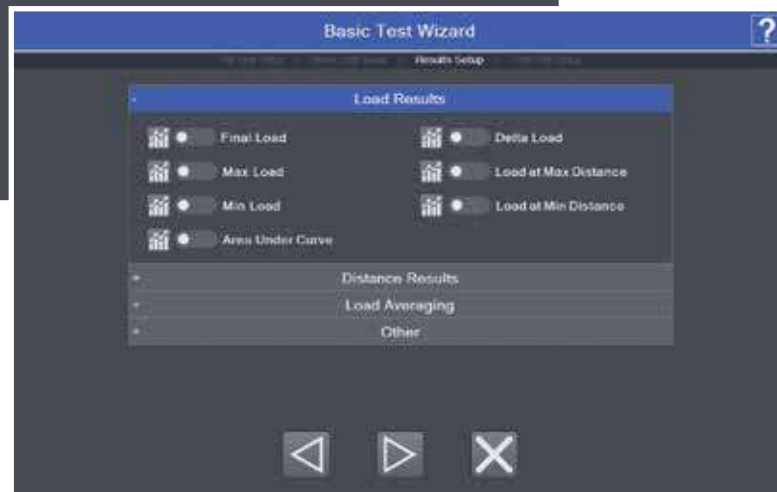 Basic Test Wizard ?
Results Setup
Load Results
Final Load Delta Load
Max Load Load at Max Distance
Min Load Load at Min Distance
Area Under Curve
Distance Results
Load Averaging
Other